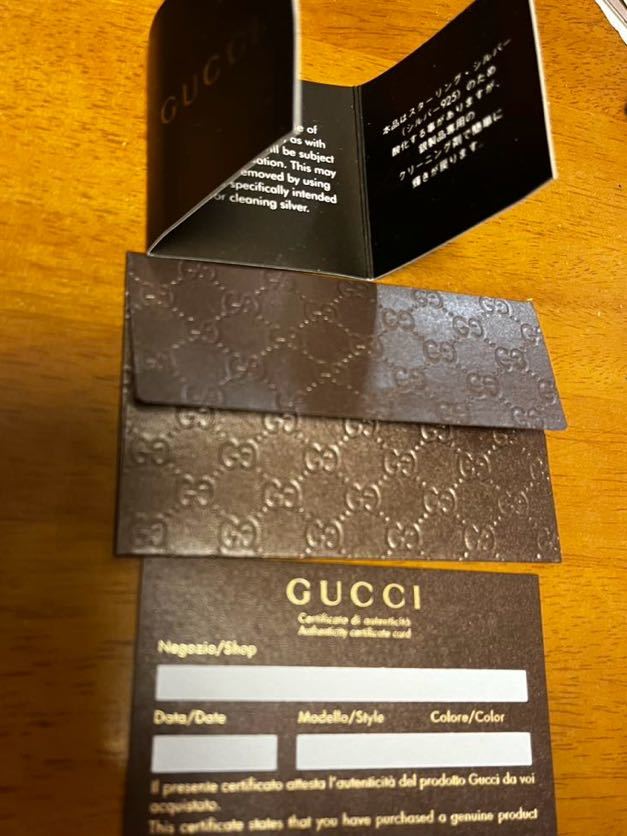 GUCCI
e of
, as with
ill be subject
ation. This may
emoved by using
specifically intended
or cleaning silver.
本品はスターリング・シルバー
(シルバー925)のため
酸化する事がありますが、
銀製品専用の
クリーニング剤で簡単に
輝きが戻ります。
GUCCI
Certificato di autenticità
Authenticity certificate card
Negozio/Shop
Data/Date
Modello/Style
Colore/Color
Il presente certificato attesta l'autenticità del prodotto Gucci da voi
acquistato.
This certificate states that you have purchased a genuine product